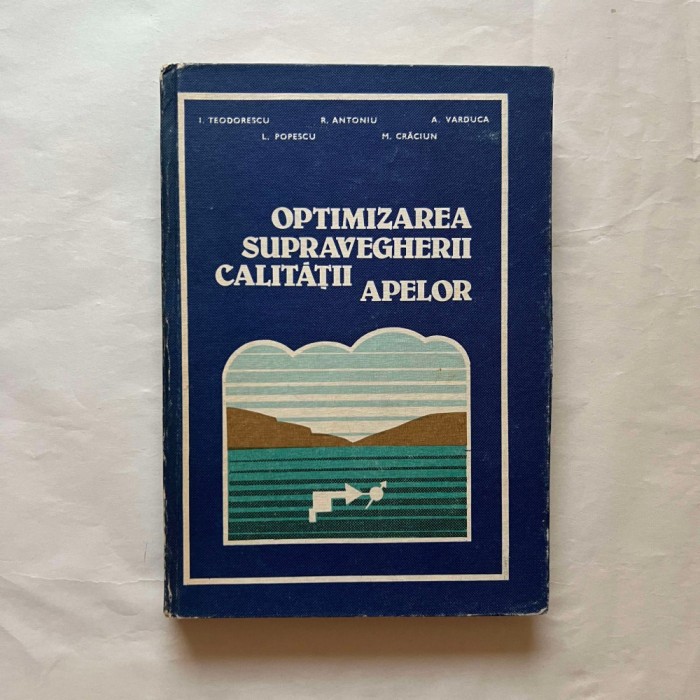 I. TEODORESCU R. ANTONIU A. VARDUCA
L. POPESCU M. CRĂCIUN
OPTIMIZAREA
SUPRAVEGHERII
CALITĂȚII
APELOR